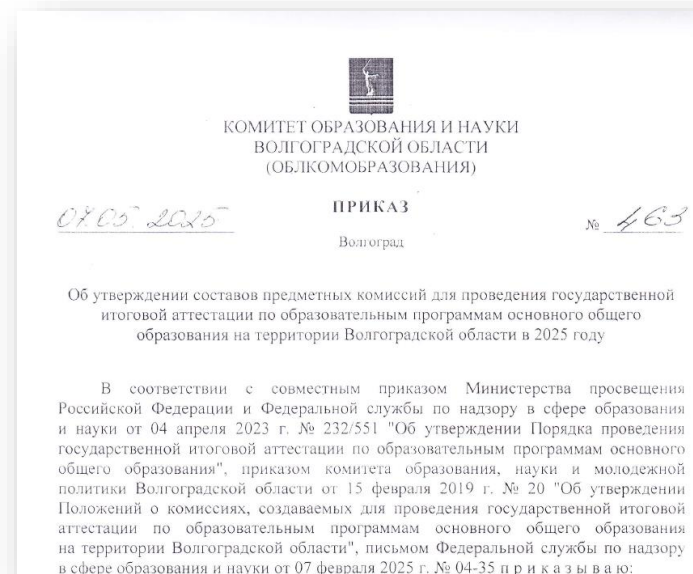 КОМИТЕТ ОБРАЗОВАНИЯ И НАУКИ
ВОЛГОГРАДСКОЙ ОБЛАСТИ
(ОБЛКОМОБРАЗОВАНИЯ)
ПРИКАЗ
07.05. 2025 № 463
Волгоград
Об утверждении составов предметных комиссий для проведения государственной
итоговой аттестации по образовательным программам основного общего
образования на территории Волгоградской области в 2025 году
В соответствии с совместным приказом Министерства просвещения
Российской Федерации и Федеральной службы по надзору в сфере образования
и науки от 04 апреля 2023 г. № 232/551 "Об утверждении Порядка проведения
государственной итоговой аттестации по образовательным программам основного
общего образования", приказом комитета образования, науки и молодежной
политики Волгоградской области от 15 февраля 2019 г. № 20 "Об утверждении
Положений о комиссиях, создаваемых для проведения государственной итоговой
аттестации по образовательным программам основного общего образования
на территории Волгоградской области", письмом Федеральной службы по надзору
в сфере образования и науки от 07 февраля 2025 г. № 04-35 п р и к а з ы в а ю: